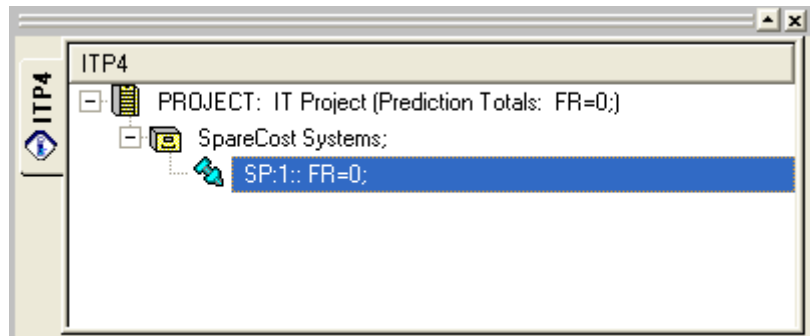 ITP4
ITP4
PROJECT: IT Project (Prediction Totals: FR=0;)
SpareCost Systems;
SP:1:: FR=0;